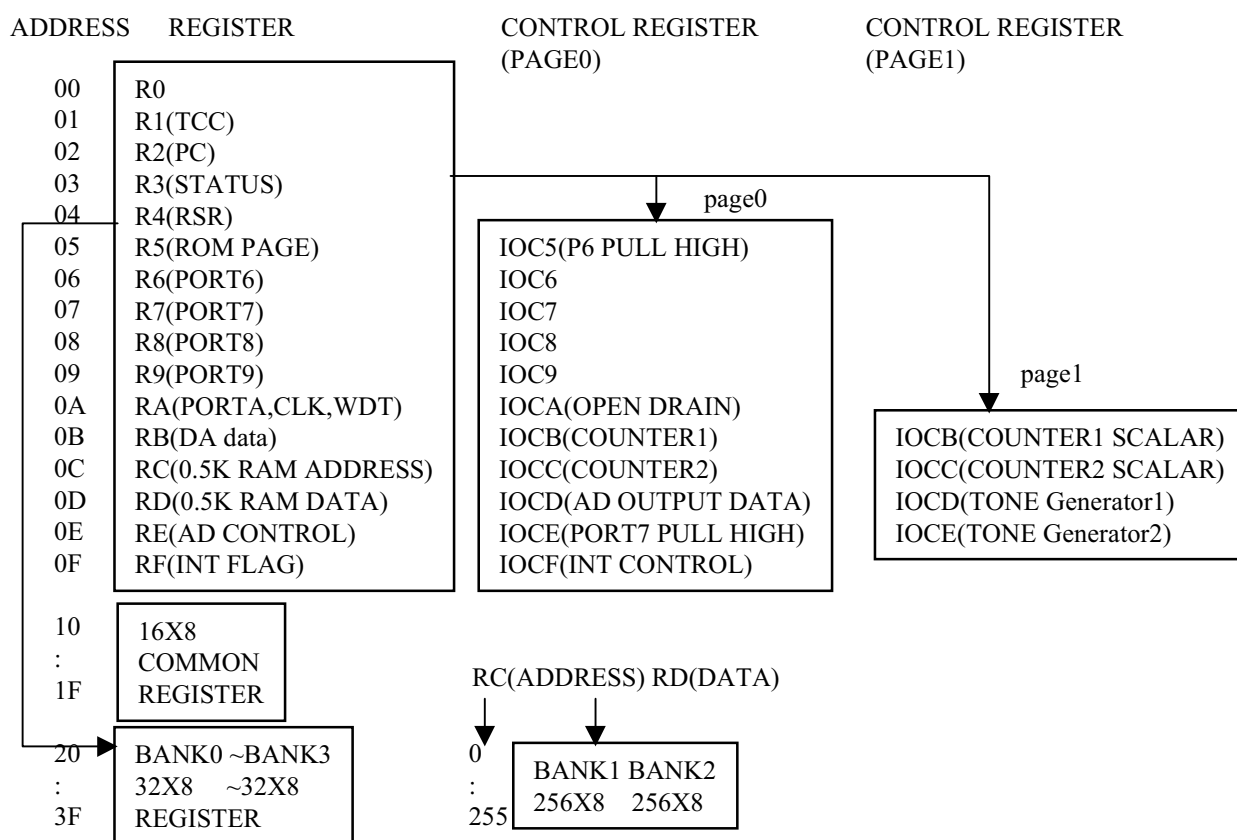 ADDRESS REGISTER CONTROL REGISTER CONTROL REGISTER
(PAGE0) (PAGE1)
00 R0
01 R1(TCC)
02 R2(PC)
03 R3(STATUS)
page0
04 R4(RSR)
05 R5(ROM PAGE) IOC5(P6 PULL HIGH)
06 R6(PORT6) IOC6
07 R7(PORT7) IOC7
08 R8(PORT8) IOC8
09 R9(PORT9) IOC9
page1
0A RA(PORTA,CLK,WDT) IOCA(OPEN DRAIN)
0B RB(DA data) IOCB(COUNTER1) IOCB(COUNTER1 SCALAR)
0C RC(0.5K RAM ADDRESS) IOCC(COUNTER2) IOCC(COUNTER2 SCALAR)
0D RD(0.5K RAM DATA) IOCD(AD OUTPUT DATA) IOCD(TONE Generator1)
0E RE(AD CONTROL) IOCE(PORT7 PULL HIGH) IOCE(TONE Generator2)
0F RF(INT FLAG) IOCF(INT CONTROL)
10 16X8
: COMMON
1F REGISTER
RC(ADDRESS) RD(DATA)
20 BANK0 ~BANK3 0
: 32X8 ~32X8 : BANK1 BANK2
3F REGISTER 255 256X8 256X8